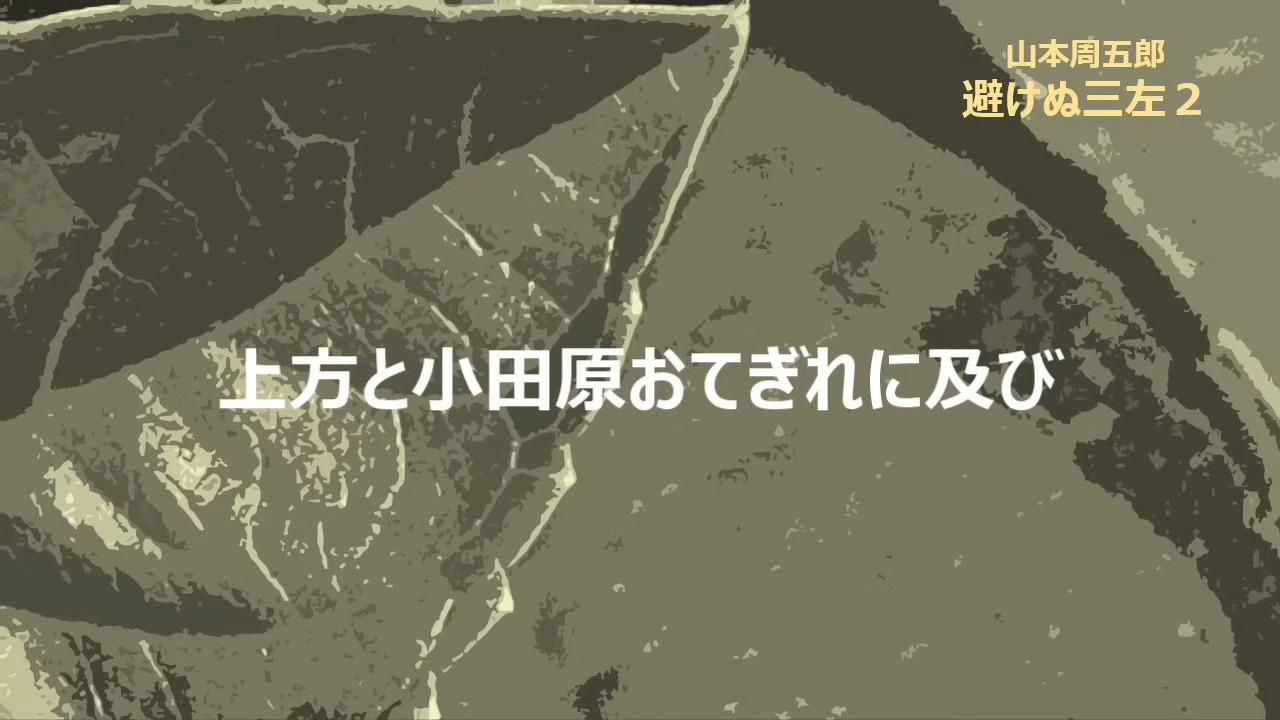 山本周五郎
避けぬ三左２
上方と小田原おてぎれに及び